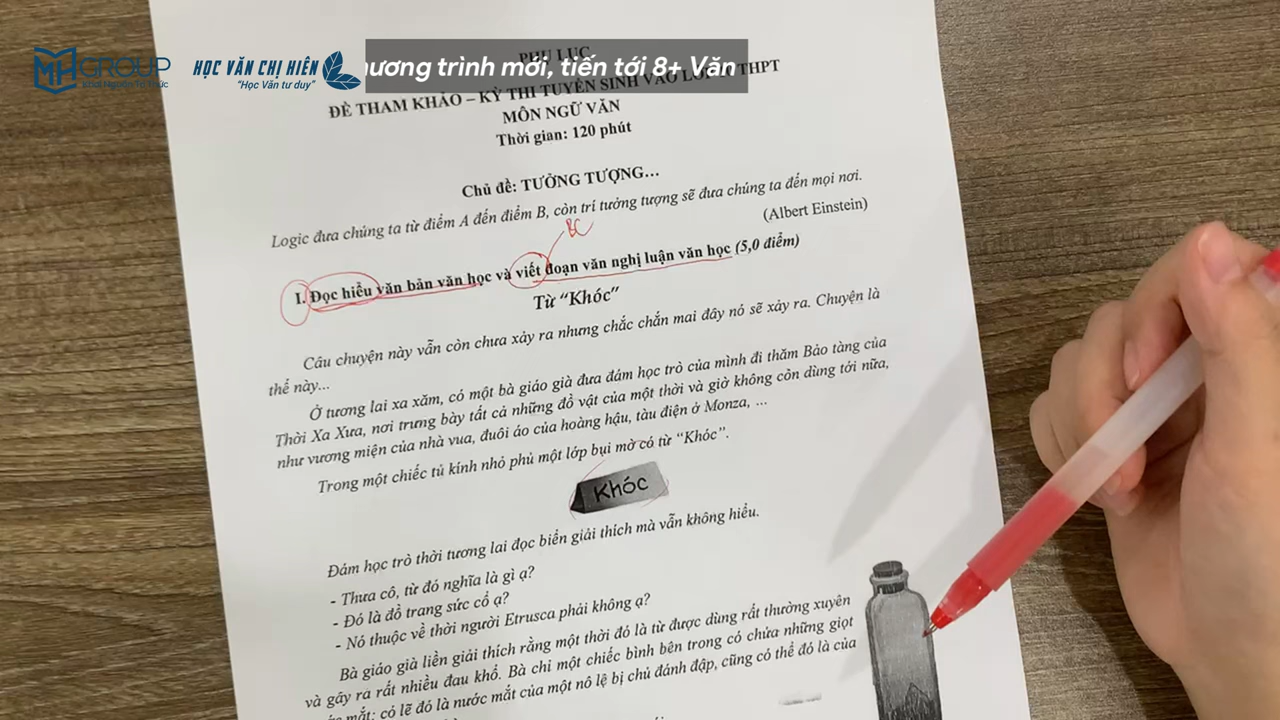 MH GROUP
Khơi Nguồn Tri Thức
HỌC VĂN CHỊ HIÊN
"Học Văn tư duy"
hương trình mới, tiến tới 8+ Văn
PHỤ LỤC
ĐỀ THAM KHẢO – KỲ THI TUYỂN SINH VÀO LỚP 10 THPT
MÔN NGỮ VĂN
Thời gian: 120 phút
Chủ đề: TƯỞNG TƯỢNG…
Logic đưa chúng ta từ điểm A đến điểm B, còn trí tưởng tượng sẽ đưa chúng ta đến mọi nơi.
(Albert Einstein)
ĐC
I. Đọc hiểu văn bản văn học và viết đoạn văn nghị luận văn học (5,0 điểm)
Từ "Khóc"
Câu chuyện này vẫn còn chưa xảy ra nhưng chắc chắn mai đây nó sẽ xảy ra. Chuyện là
thế này...
Ở tương lai xa xăm, có một bà giáo già đưa đám học trò của mình đi thăm Bảo tàng của
Thời Xa Xưa, nơi trưng bày tất cả những đồ vật của một thời và giờ không còn dùng tới nữa,
như vương miện của nhà vua, đuôi áo của hoàng hậu, tàu điện ở Monza, …
Trong một chiếc tủ kính nhỏ phủ một lớp bụi mờ có từ "Khóc".
Khóc
Đám học trò thời tương lai đọc biển giải thích mà vẫn không hiểu.
- Thưa cô, từ đó nghĩa là gì ạ?
- Đó là đồ trang sức cổ ạ?
- Nó thuộc về thời người Etrusca phải không ạ?
Bà giáo già liền giải thích rằng một thời đó là từ được dùng rất thường xuyên
và gây ra rất nhiều đau khổ. Bà chỉ một chiếc bình bên trong có chứa những giọt
mắt: có lẽ đó là nước mắt của một nô lệ bị chủ đánh đập, cũng có thể đó là của